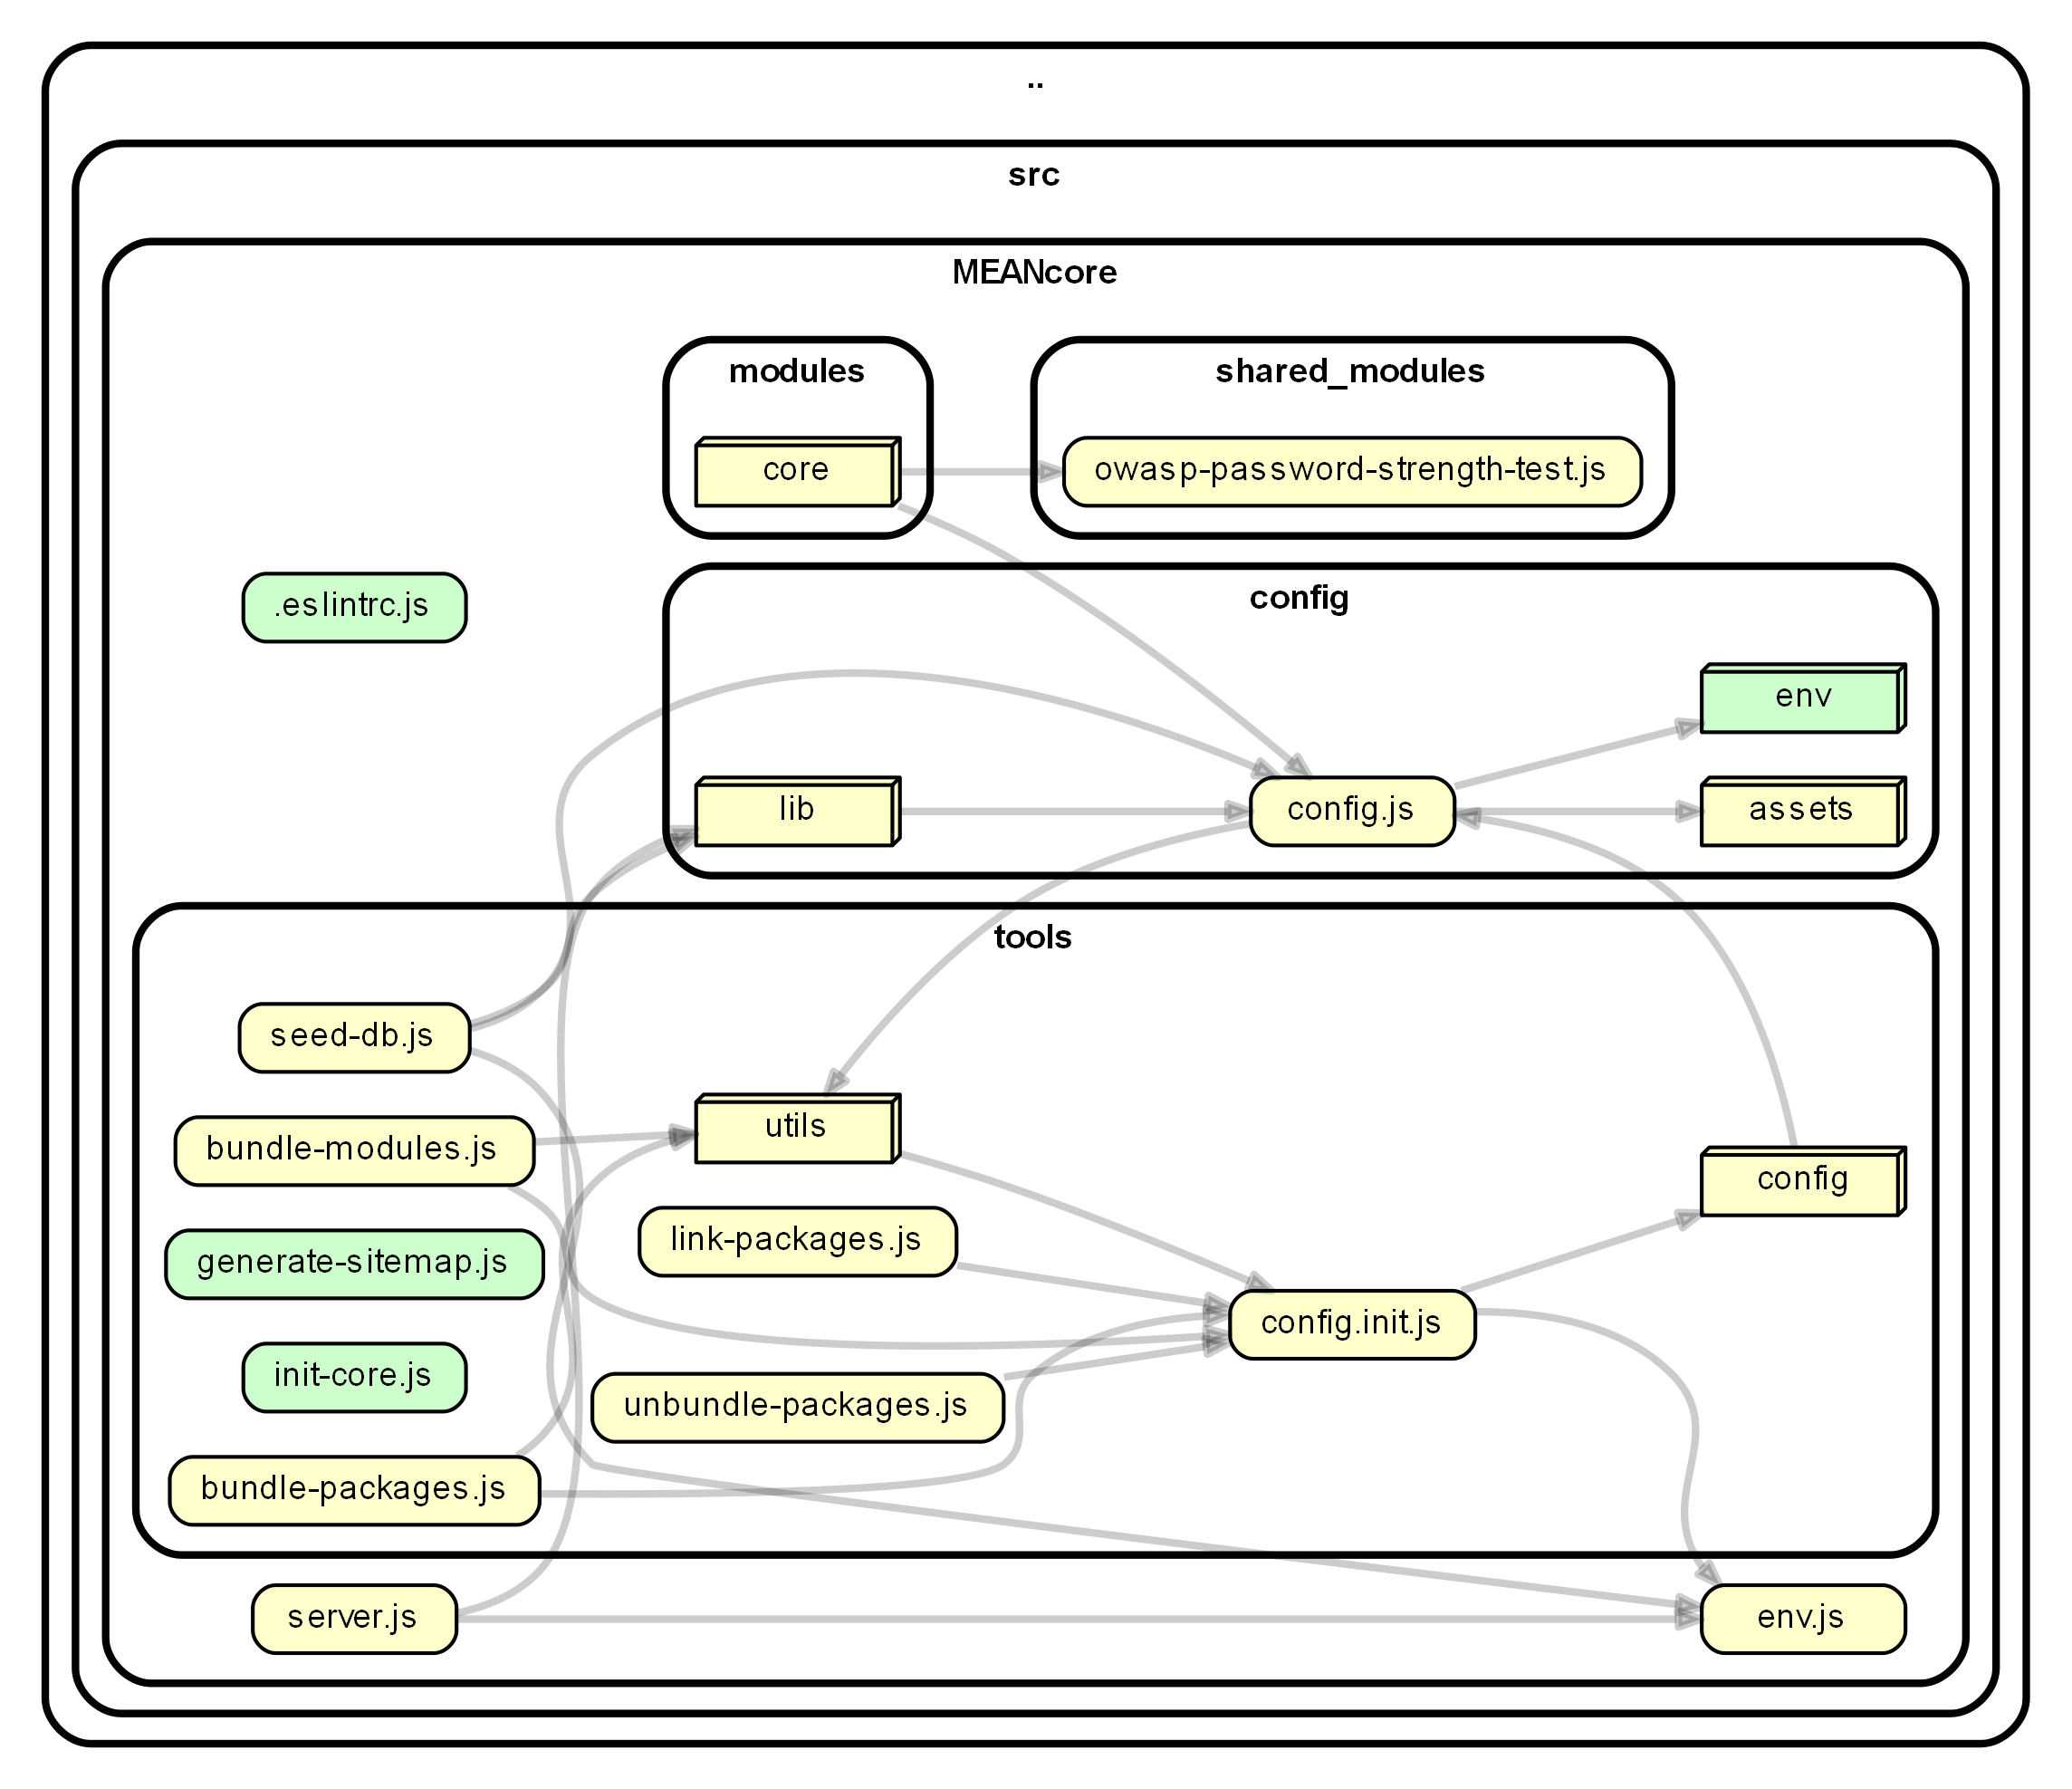 ..
src
MEANcore
modules
shared_modules
core
owasp-password-strength-test.js
.eslintrc.js
config
env
lib
config.js
assets
tools
seed-db.js
utils
bundle-modules.js
config
link-packages.js
generate-sitemap.js
config.init.js
init-core.js
unbundle-packages.js
bundle-packages.js
server.js
env.js